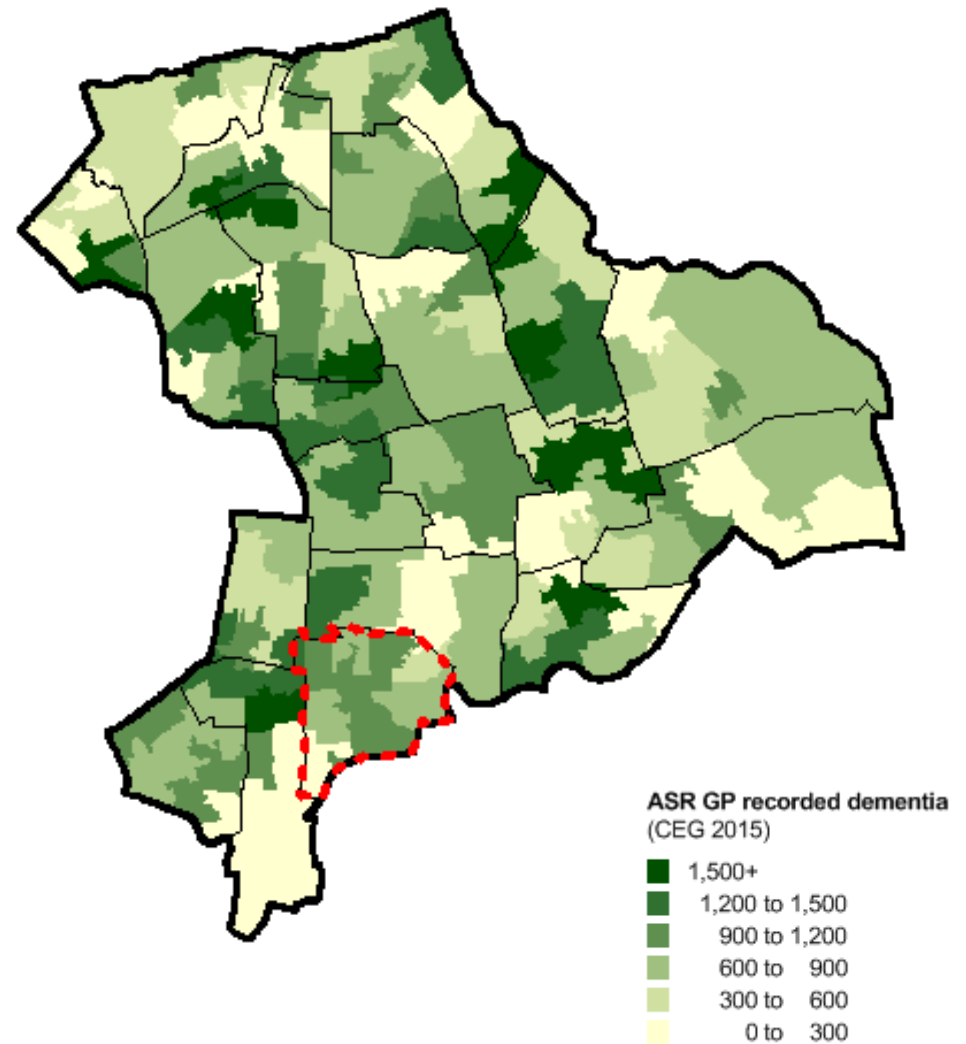 ASR GP recorded dementia
(CEG 2015)
1,500+
1,200 to 1,500
900 to 1,200
600 to 900
300 to 600
0 to 300